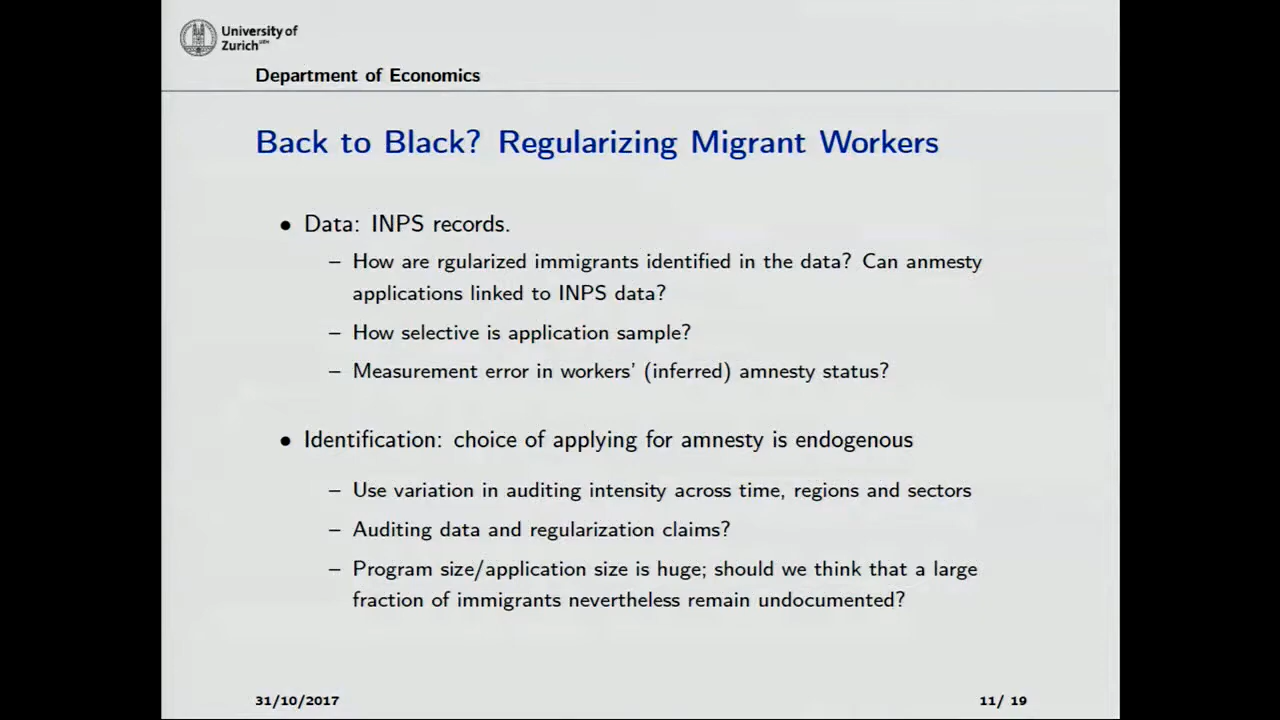 University of
Zurich UZH
Department of Economics
Back to Black? Regularizing Migrant Workers
• Data: INPS records.
– How are rgularized immigrants identified in the data? Can anmesty
applications linked to INPS data?
– How selective is application sample?
– Measurement error in workers' (inferred) amnesty status?
• Identification: choice of applying for amnesty is endogenous
– Use variation in auditing intensity across time, regions and sectors
– Auditing data and regularization claims?
– Program size/application size is huge; should we think that a large
fraction of immigrants nevertheless remain undocumented?
31/10/2017
11/ 19